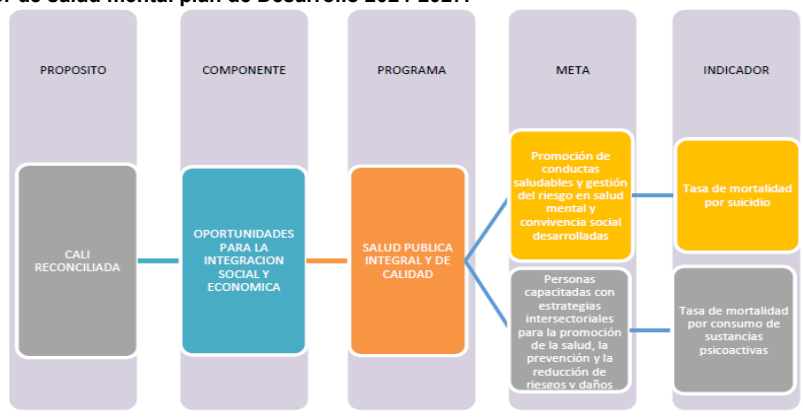 de salud mental plan de Desarrollo 2024-2027.
PROPOSITO
COMPONENTE
PROGRAMA
META
INDICADOR
CALI
RECONCILIADA
OPORTUNIDADES
PARA LA
INTEGRACION
SOCIAL Y
ECONOMICA
SALUD PUBLICA
INTEGRAL Y DE
CALIDAD
Promoción de
conductas
saludables y gestión
del riesgo en salud
mental y
convivencia social
desarrolladas
Tasa de mortalidad
por suicidio
Personas
capacitadas con
estrategias
intersectoriales
para la promoción
de la salud, la
prevención y la
reducción de
riesgos y daños
Tasa de mortalidad
por consumo de
sustancias
psicoactivas